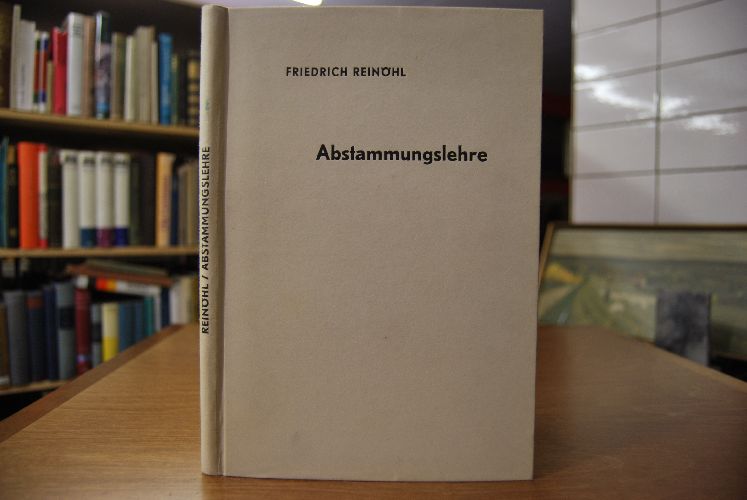 FRIEDRICH REINÖHL
Abstammungslehre
REINÖHL / ABSTAMMUNGSLEHRE